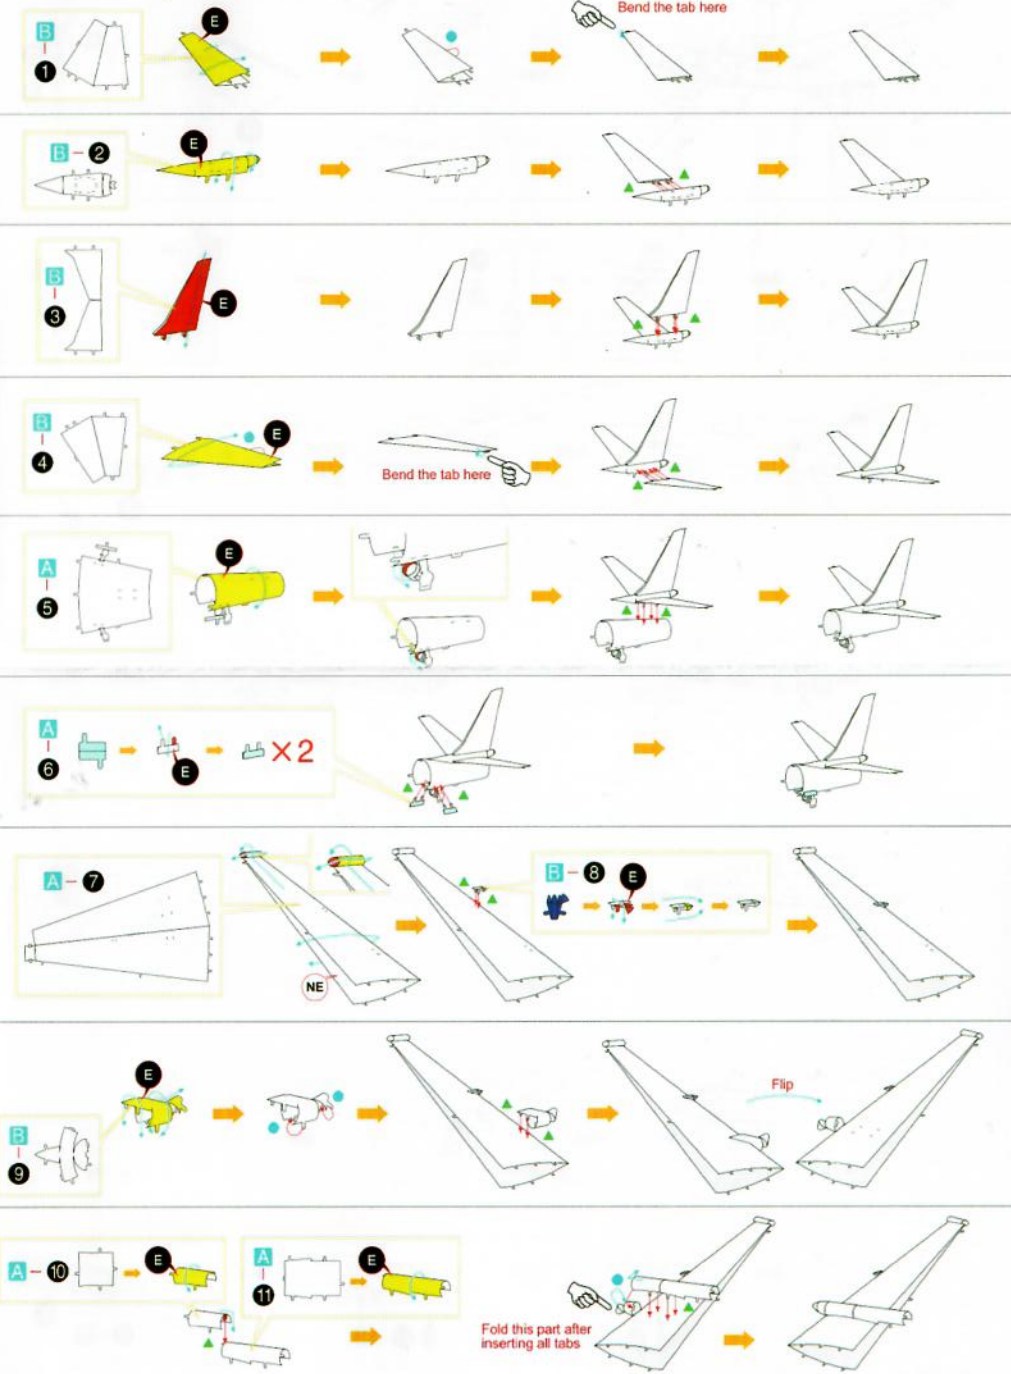 Bend the tab here
B
1
E
B - 2
E
B
3
E
B
4
E
Bend the tab here
A
5
E
A
6
E
×2
A - 7
NE
B - 8
E
B
9
E
Flip
A - 10
E
A
11
E
Fold this part after
inserting all tabs